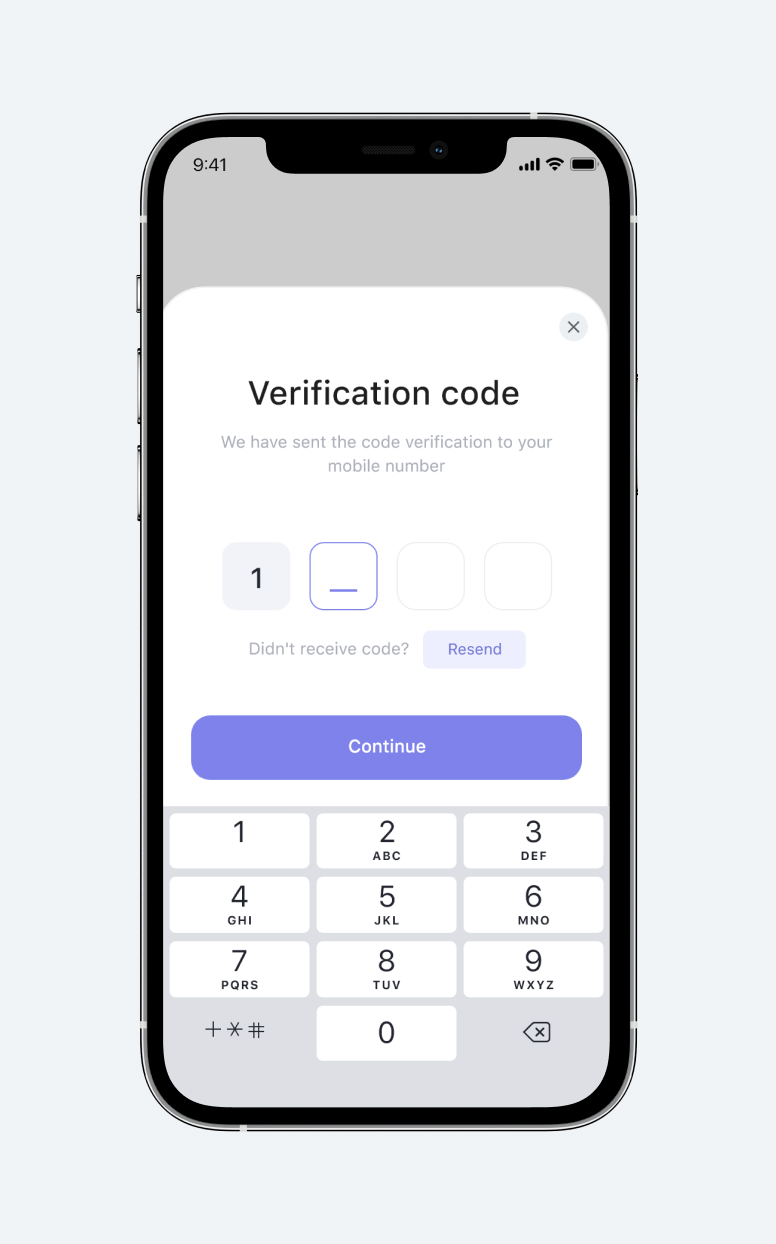 9:41
Verification code
We have sent the code verification to your
mobile number
1
Didn't receive code? Resend
Continue
1 2 3
ABC DEF
4 5 6
GHI JKL MNO
7 8 9
PQRS TUV WXYZ
+*# 0